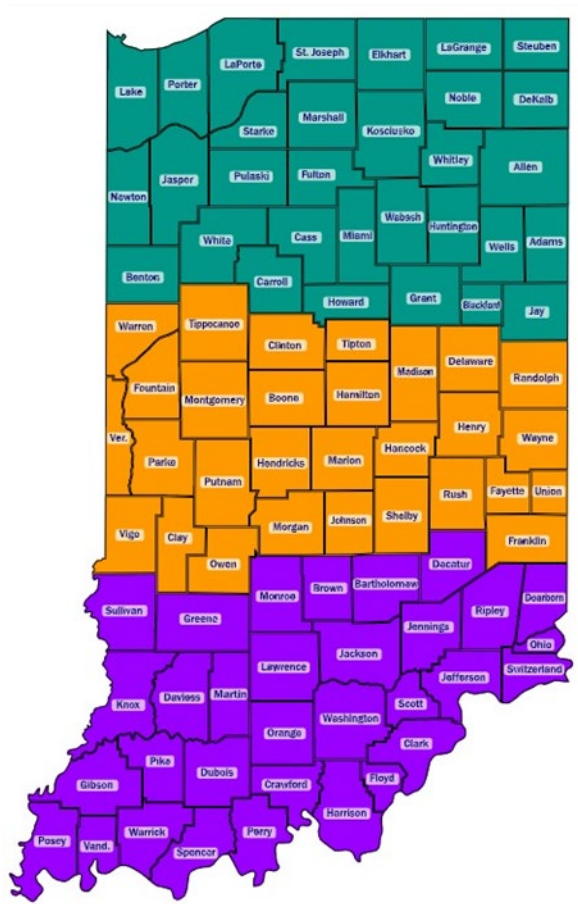 St. Joseph
Elkhart
LaGrange
Steuben
LaPorte
Lake
Porter
Noble
DeKalb
Starke
Marshall
Kosciusko
Whitley
Allen
Newton
Jasper
Pulaski
Fulton
White
Cass
Miami
Wabash
Huntington
Wells
Adams
Benton
Carroll
Howard
Grant
Blackford
Jay
Warren
Tippecanoe
Clinton
Tipton
Madison
Delaware
Randolph
Fountain
Montgomery
Boone
Hamilton
Ver.
Parke
Putnam
Hendricks
Marion
Hancock
Henry
Wayne
Vigo
Clay
Owen
Morgan
Johnson
Shelby
Rush
Fayette
Union
Franklin
Sullivan
Greene
Monroe
Brown
Bartholomew
Decatur
Jennings
Ripley
Dearborn
Ohio
Switzerland
Jefferson
Knox
Daviess
Martin
Lawrence
Jackson
Scott
Washington
Orange
Clark
Floyd
Gibson
Pike
Dubois
Crawford
Harrison
Posey
Vand.
Warrick
Spencer
Perry